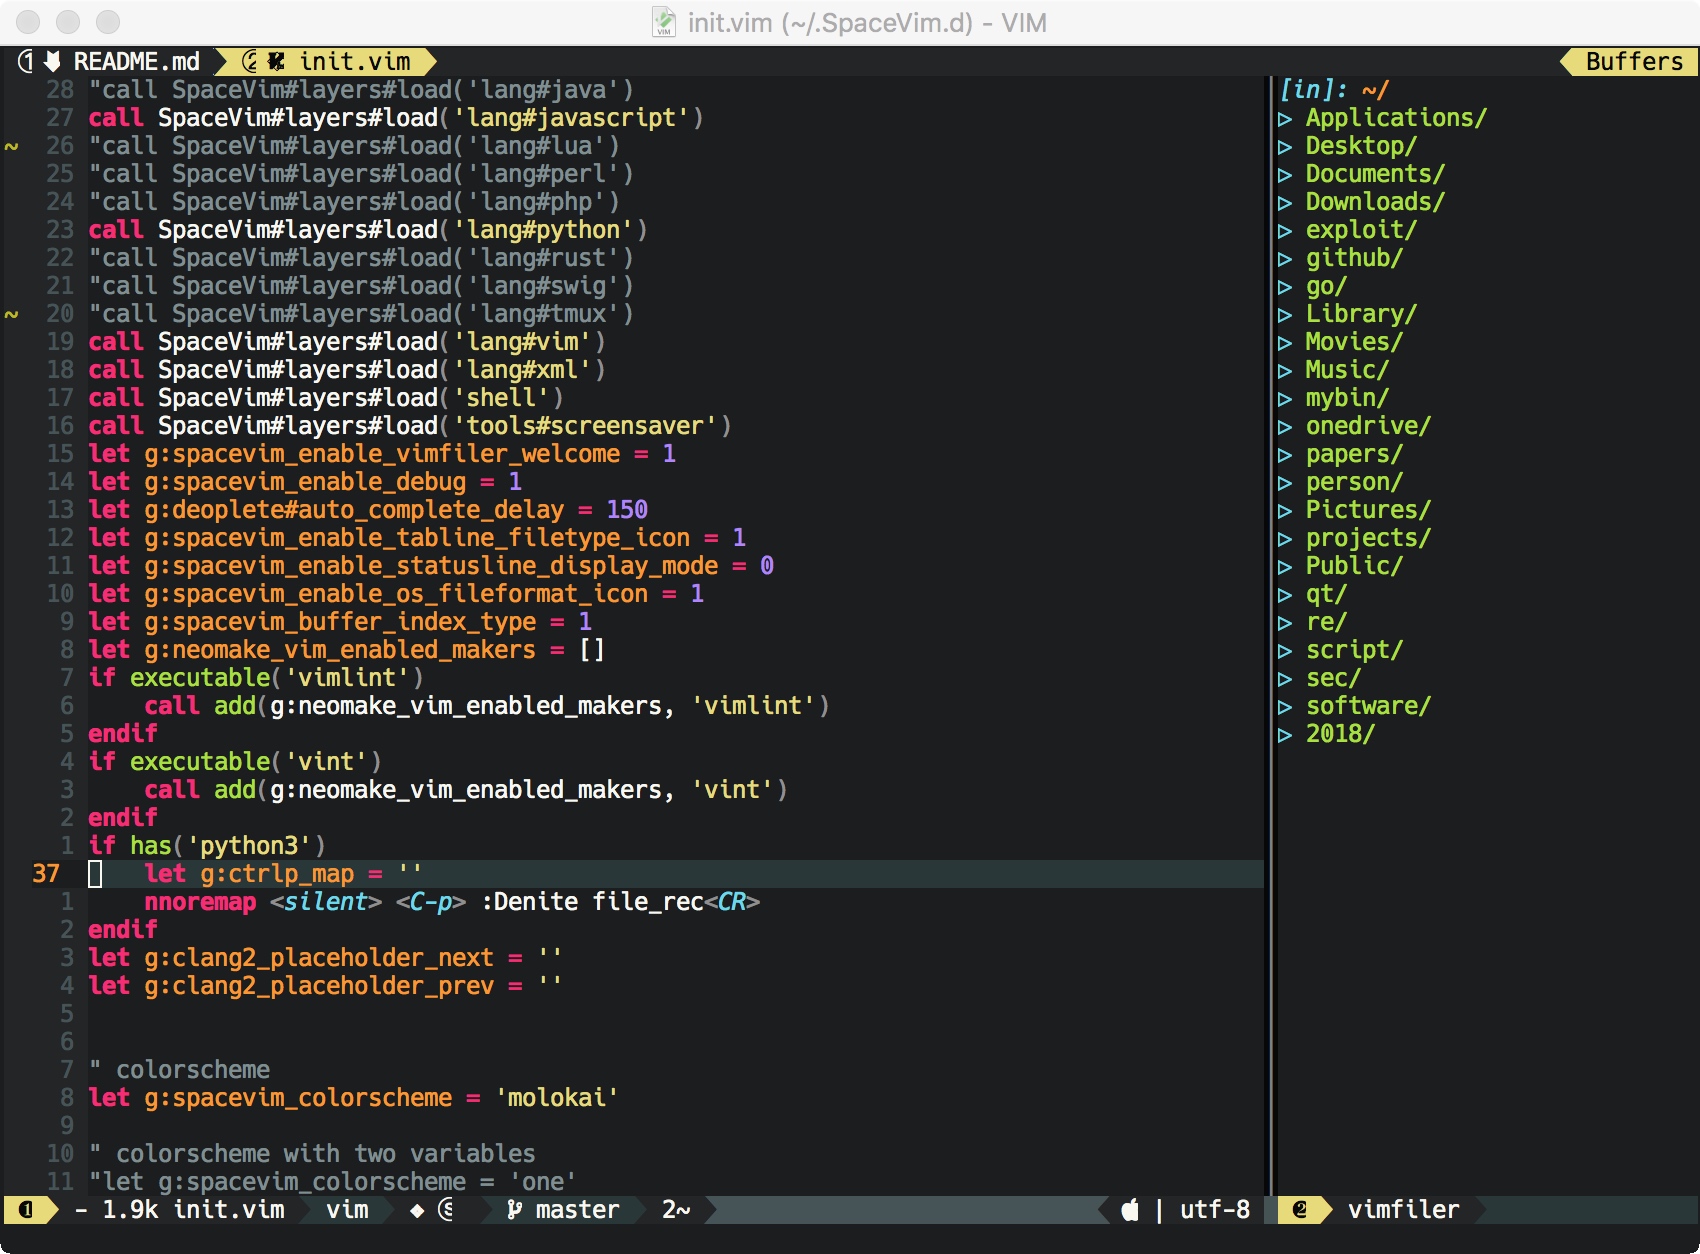 init.vim (~/.SpaceVim.d) - VIM
① README.md ② init.vim Buffers
28 "call SpaceVim#layers#load('lang#java')
27 call SpaceVim#layers#load('lang#javascript')
~ 26 "call SpaceVim#layers#load('lang#lua')
25 "call SpaceVim#layers#load('lang#perl')
24 "call SpaceVim#layers#load('lang#php')
23 call SpaceVim#layers#load('lang#python')
22 "call SpaceVim#layers#load('lang#rust')
21 "call SpaceVim#layers#load('lang#swig')
~ 20 "call SpaceVim#layers#load('lang#tmux')
19 call SpaceVim#layers#load('lang#vim')
18 call SpaceVim#layers#load('lang#xml')
17 call SpaceVim#layers#load('shell')
16 call SpaceVim#layers#load('tools#screensaver')
15 let g:spacevim_enable_vimfiler_welcome = 1
14 let g:spacevim_enable_debug = 1
13 let g:deoplete#auto_complete_delay = 150
12 let g:spacevim_enable_tabline_filetype_icon = 1
11 let g:spacevim_enable_statusline_display_mode = 0
10 let g:spacevim_enable_os_fileformat_icon = 1
9 let g:spacevim_buffer_index_type = 1
8 let g:neomake_vim_enabled_makers = []
7 if executable('vimlint')
6     call add(g:neomake_vim_enabled_makers, 'vimlint')
5 endif
4 if executable('vint')
3     call add(g:neomake_vim_enabled_makers, 'vint')
2 endif
1 if has('python3')
37     let g:ctrlp_map = ''
1     nnoremap <silent> <C-p> :Denite file_rec<CR>
2 endif
3 let g:clang2_placeholder_next = ''
4 let g:clang2_placeholder_prev = ''
5
6
7 " colorscheme
8 let g:spacevim_colorscheme = 'molokai'
9
10 " colorscheme with two variables
11 "let g:spacevim_colorscheme = 'one'
[in]: ~/
▷ Applications/
▷ Desktop/
▷ Documents/
▷ Downloads/
▷ exploit/
▷ github/
▷ go/
▷ Library/
▷ Movies/
▷ Music/
▷ mybin/
▷ onedrive/
▷ papers/
▷ person/
▷ Pictures/
▷ projects/
▷ Public/
▷ qt/
▷ re/
▷ script/
▷ sec/
▷ software/
▷ 2018/
❶ - 1.9k init.vim vim ◆ Ⓢ master 2~ | utf-8 ❷ vimfiler